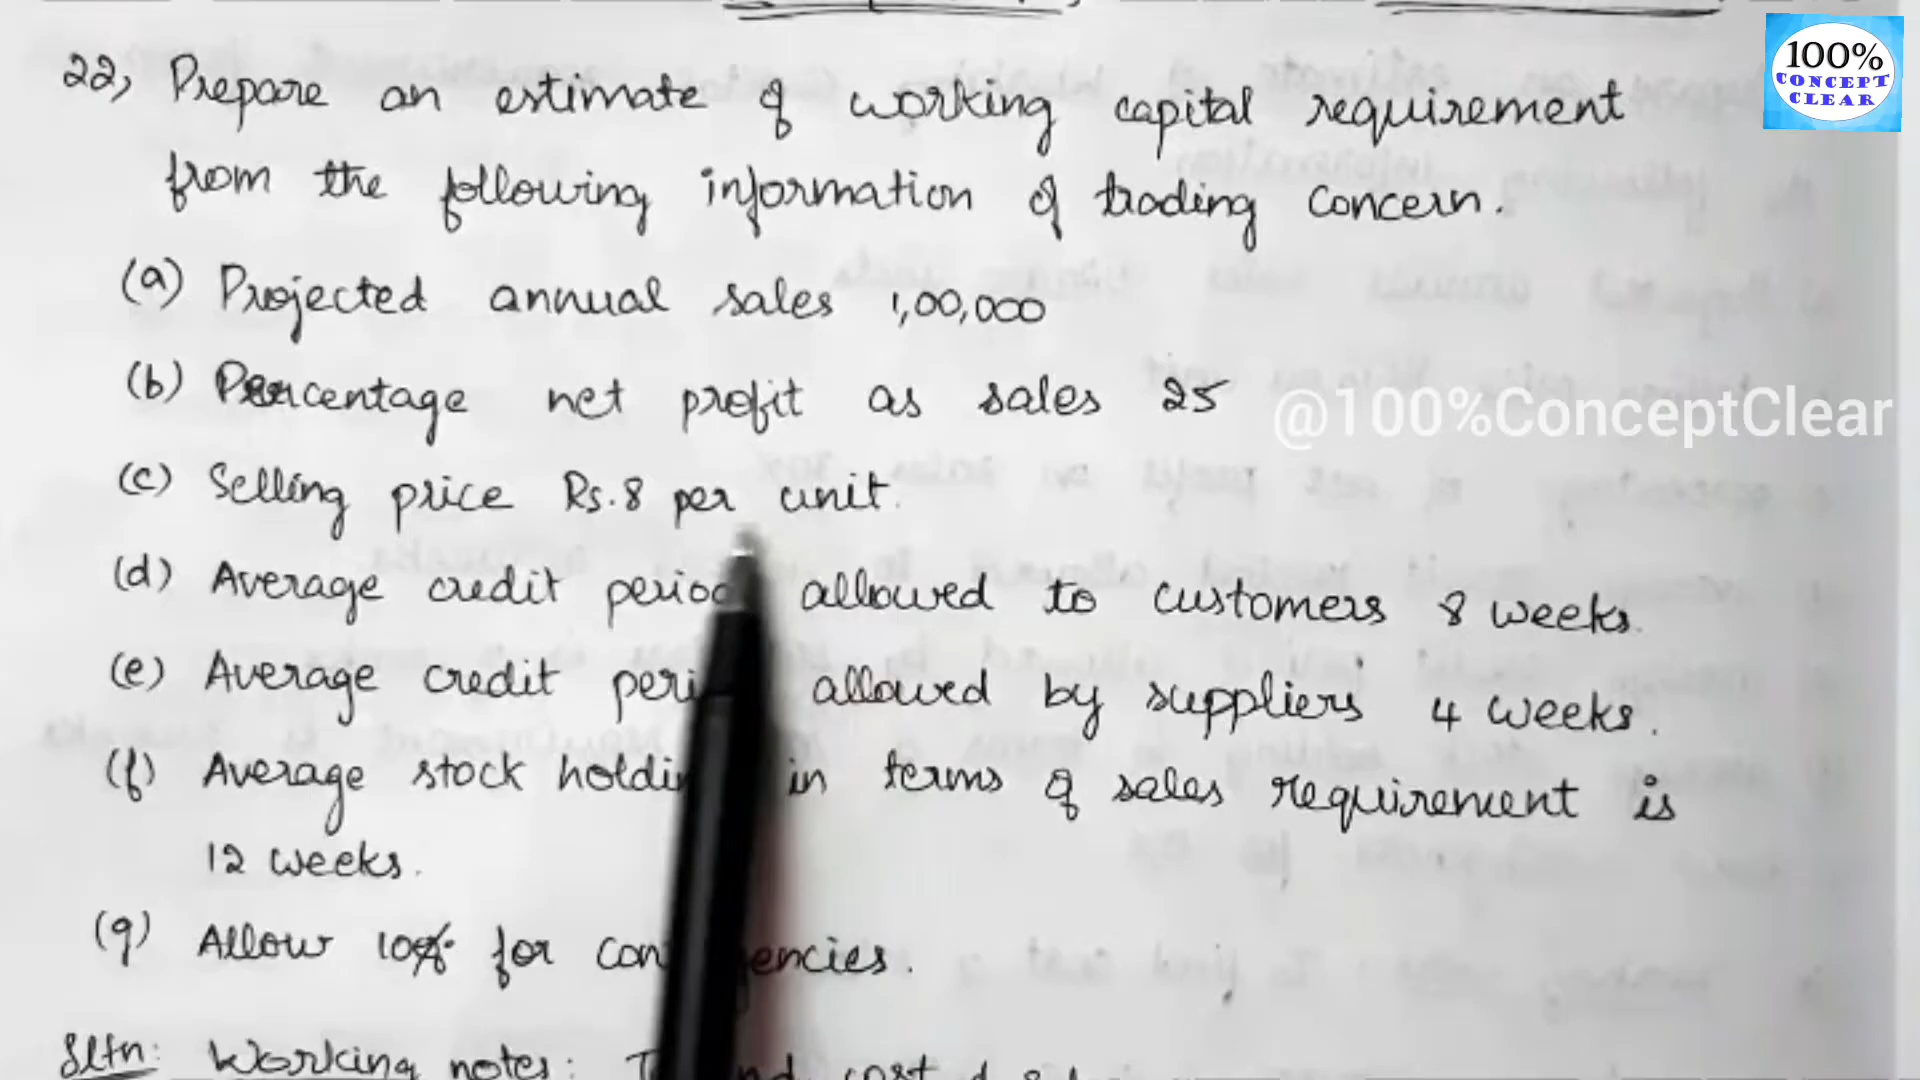 100%
CONCEPT
CLEAR
22, Prepare an estimate of working capital requirement
from the following information of trading concern.
(a) Projected annual sales 1,00,000
(b) Percentage net profit as sales 25
@100%ConceptClear
(c) Selling price Rs.8 per unit.
(d) Average credit period allowed to customers 8 weeks.
(e) Average credit allowed by suppliers 4 weeks.
(f) Average stock in terms of sales requirement is
12 weeks.
(g) Allow 10% for
Sltn: Working notes: cost